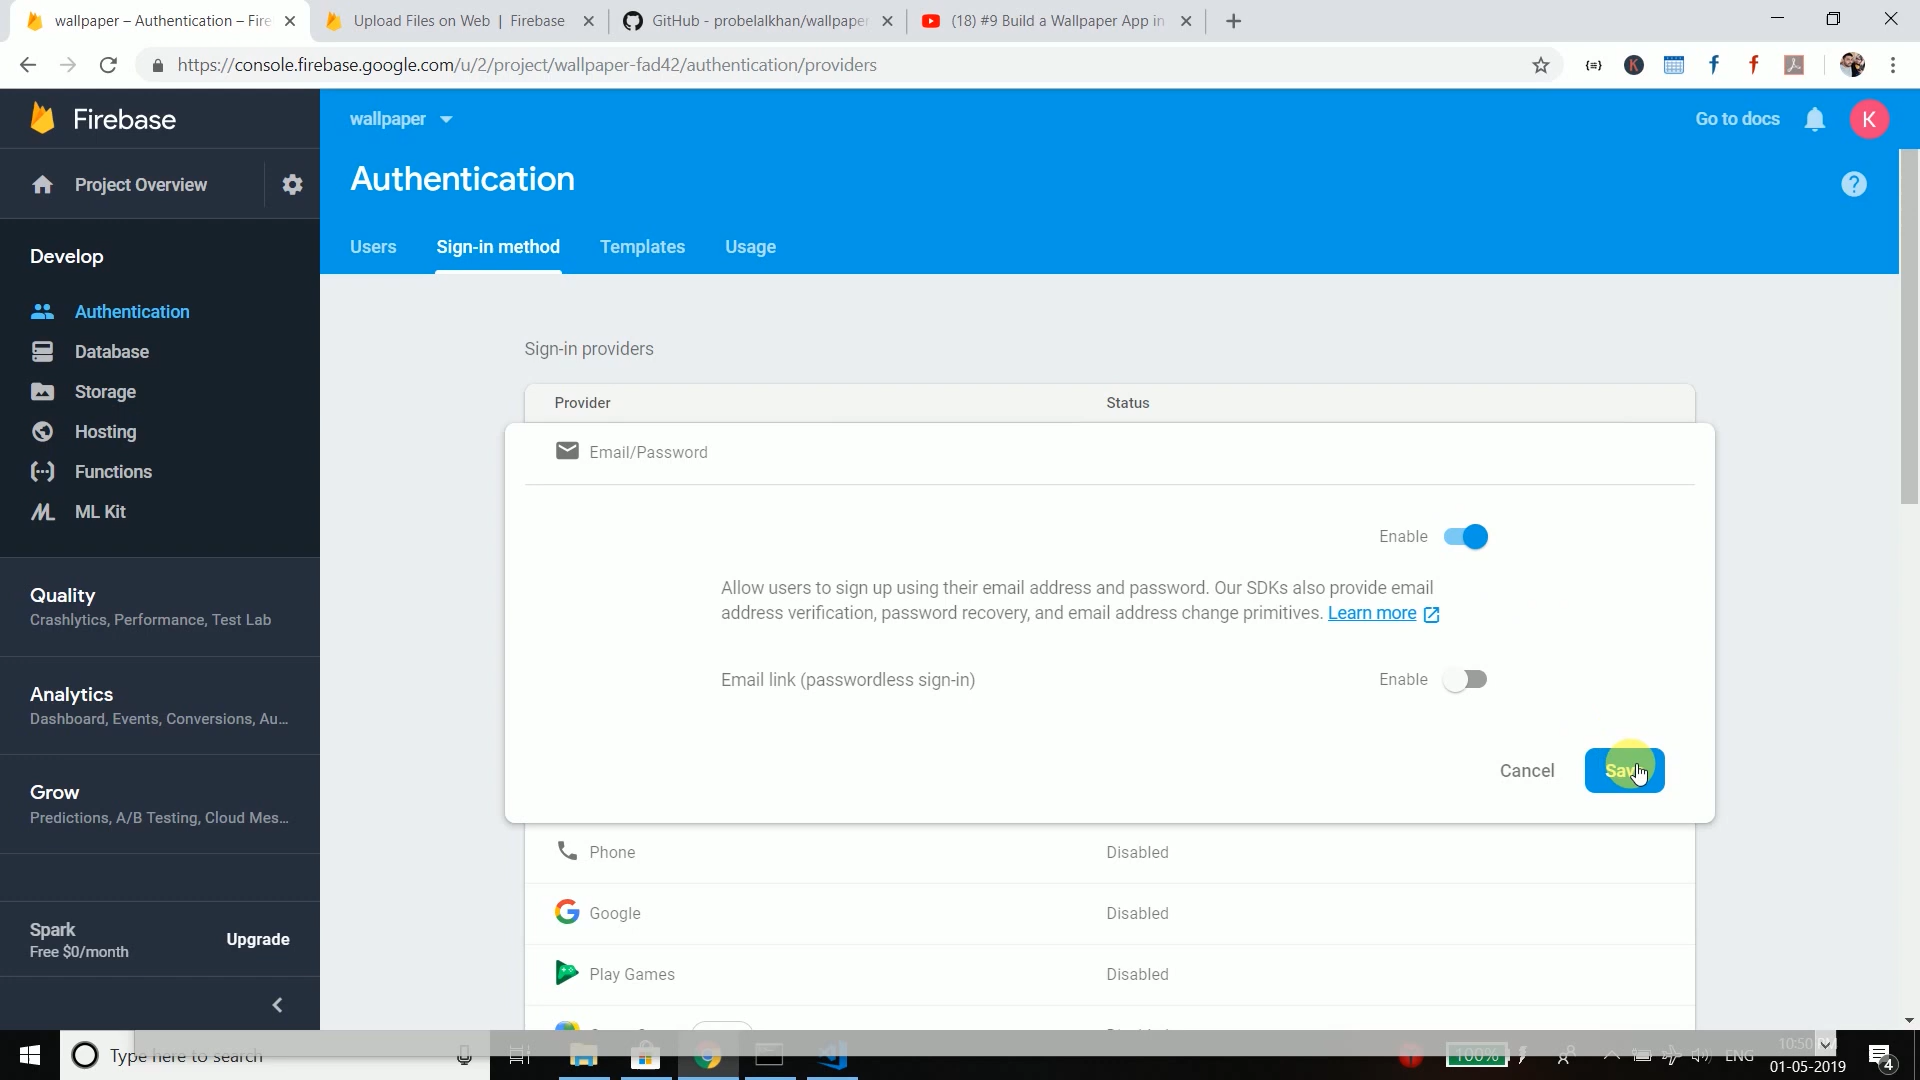 wallpaper – Authentication – Fire
Upload Files on Web | Firebase
GitHub - probelalkhan/wallpaper
(18) #9 Build a Wallpaper App in
https://console.firebase.google.com/u/2/project/wallpaper-fad42/authentication/providers
Firebase
wallpaper
Go to docs
K
Project Overview
Authentication
Users
Sign-in method
Templates
Usage
Develop
Authentication
Database
Storage
Hosting
Functions
ML Kit
Sign-in providers
Provider
Status
Email/Password
Enable
Allow users to sign up using their email address and password. Our SDKs also provide email
address verification, password recovery, and email address change primitives. Learn more
Email link (passwordless sign-in)
Enable
Cancel
Save
Phone
Disabled
Google
Disabled
Play Games
Disabled
Quality
Crashlytics, Performance, Test Lab
Analytics
Dashboard, Events, Conversions, Au...
Grow
Predictions, A/B Testing, Cloud Mes...
Spark
Free $0/month
Upgrade
Type here to search
100%
ENG
10:50
01-05-2019
4